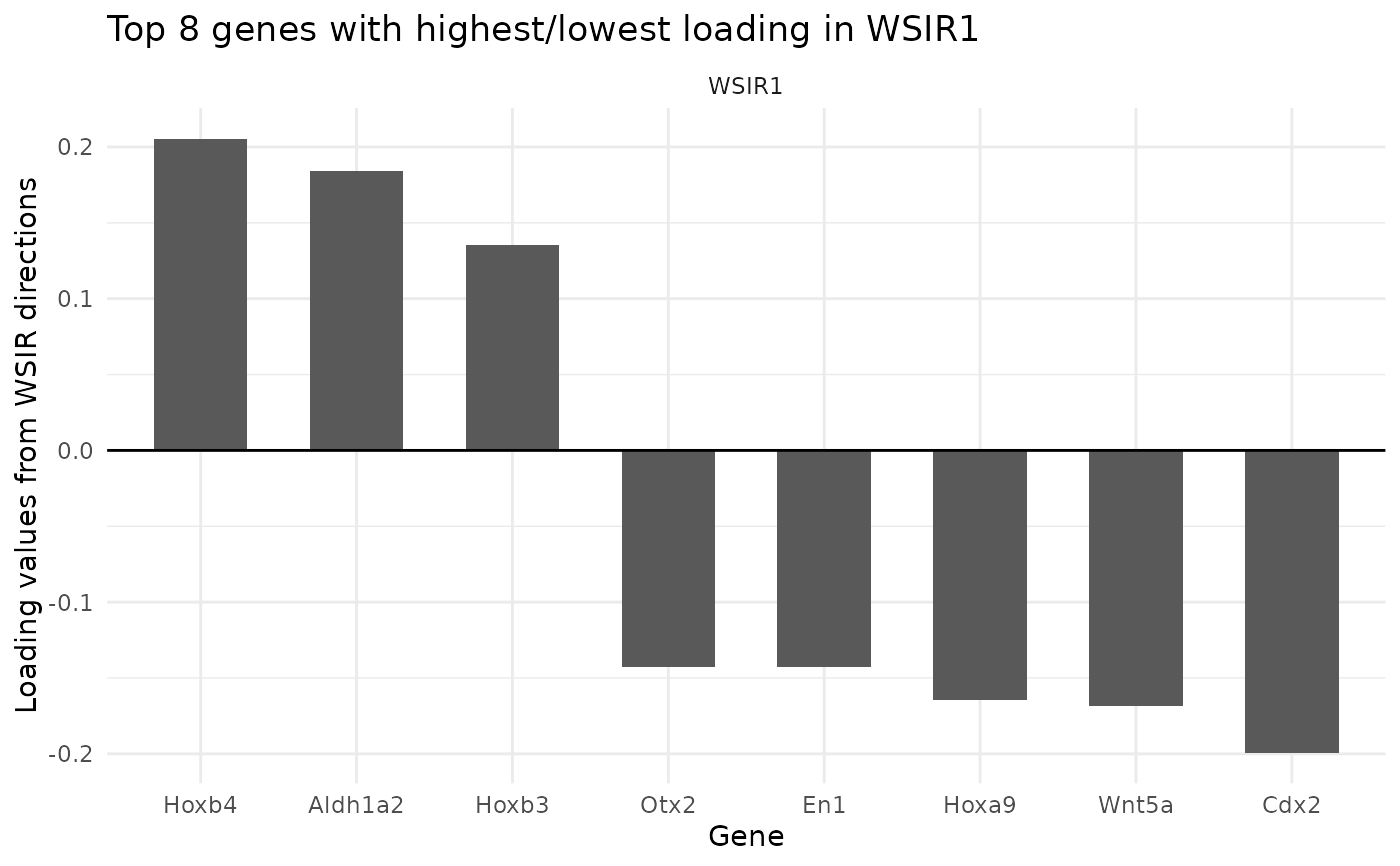 Top 8 genes with highest/lowest loading in WSIR1
WSIR1
Loading values from WSIR directions
0.2
0.1
0.0
-0.1
-0.2
Hoxb4 Aldh1a2 Hoxb3 Otx2 En1 Hoxa9 Wnt5a Cdx2
Gene